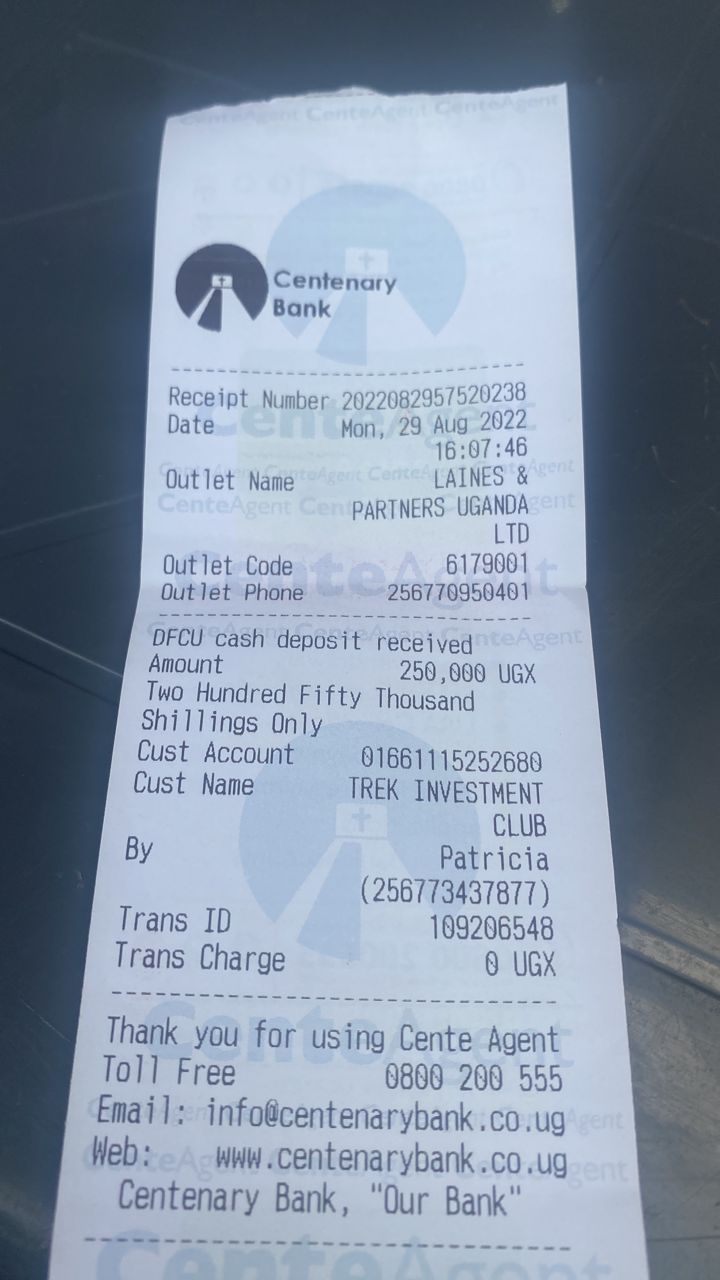 CenteAgent CenteAgent CenteAgent
Centenary
Bank
Receipt Number 2022082957520238
Date Mon, 29 Aug 2022
16:07:46
Outlet Name LAINES &
PARTNERS UGANDA
LTD
Outlet Code 6179001
Outlet Phone 256770950401
DFCU cash deposit received
Amount 250,000 UGX
Two Hundred Fifty Thousand
Shillings Only
Cust Account 01661115252680
Cust Name TREK INVESTMENT
CLUB
By Patricia
(256773437877)
Trans ID 109206548
Trans Charge 0 UGX
Thank you for using Cente Agent
Toll Free 0800 200 555
Email: info@centenarybank.co.ug
Web: www.centenarybank.co.ug
Centenary Bank, "Our Bank"
CenteAgent